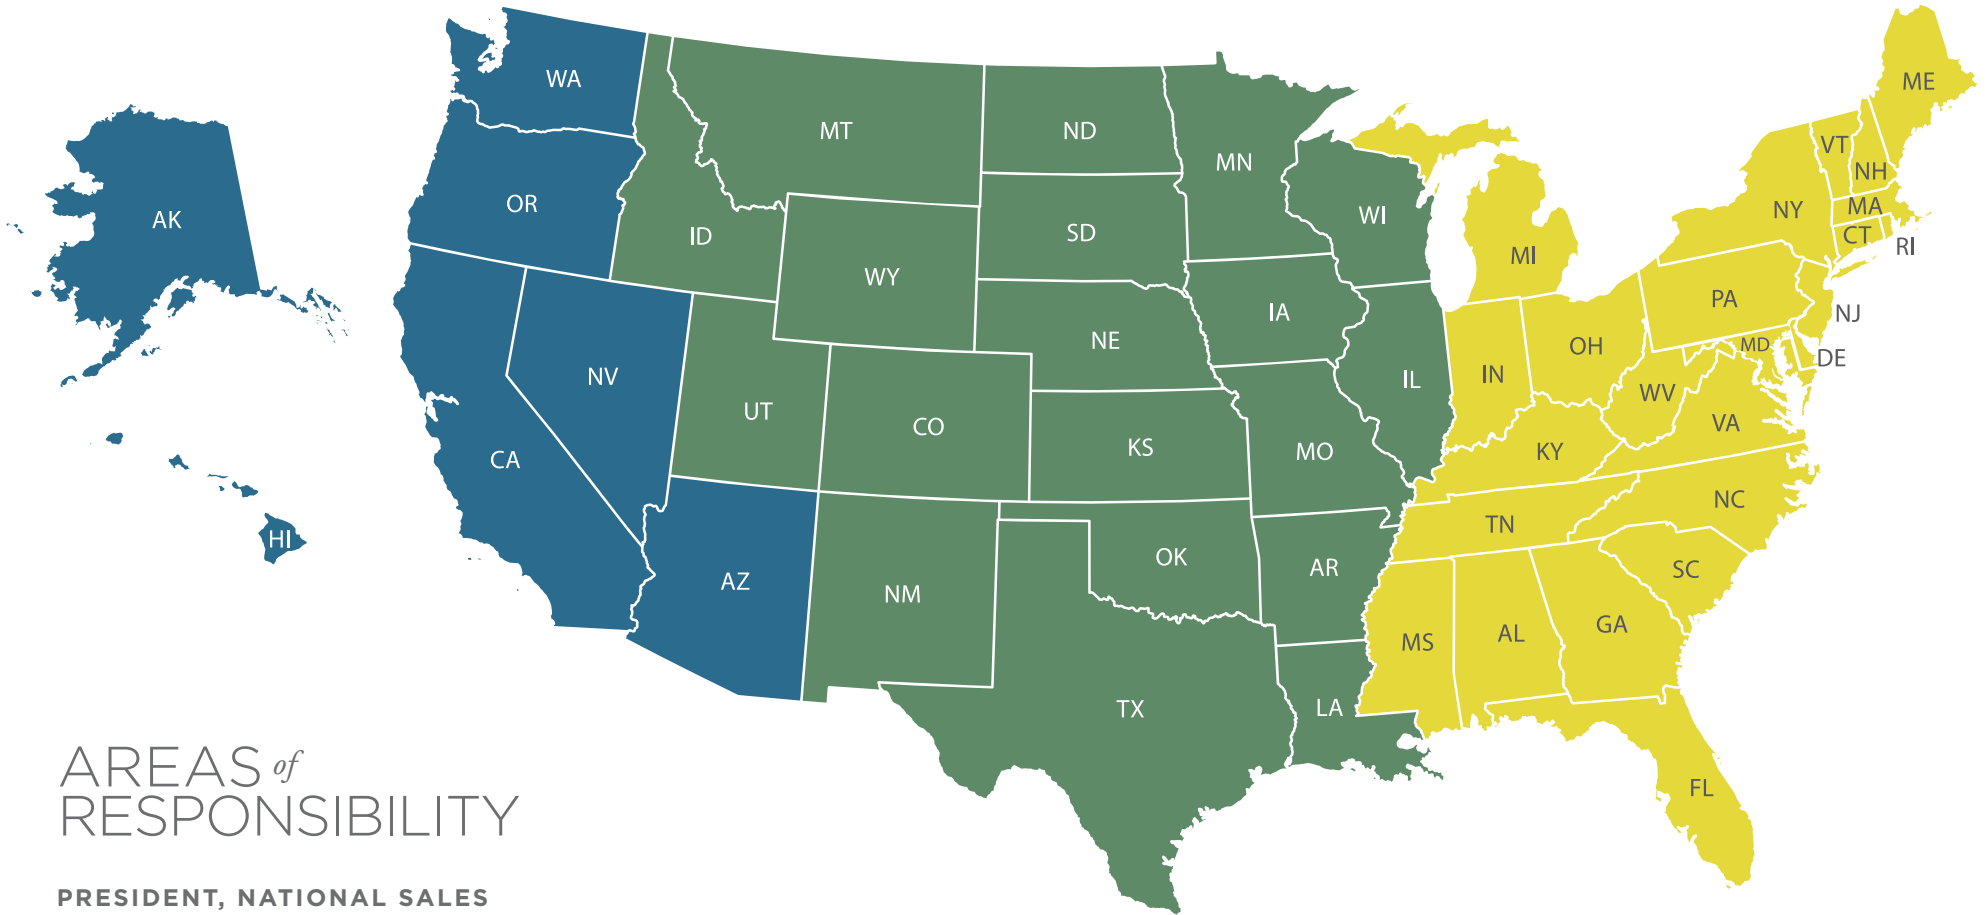 WA
OR
AK
HI
CA
NV
AZ
MT
ID
WY
UT
CO
NM
ND
SD
NE
KS
OK
TX
MN
IA
MO
AR
LA
WI
IL
MI
IN
OH
KY
TN
MS
AL
GA
FL
SC
NC
VA
WV
PA
NY
MD
DE
NJ
CT
RI
MA
NH
VT
ME
AREAS of
RESPONSIBILITY
PRESIDENT, NATIONAL SALES